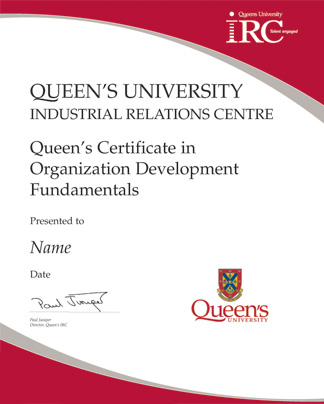 Queen's University
IRC
Talent engaged
QUEEN'S UNIVERSITY
INDUSTRIAL RELATIONS CENTRE
Queen's Certificate in
Organization Development
Fundamentals
Presented to
Name
Date
Paul Juniper
Paul Juniper
Director, Queen's IRC
Queen's
UNIVERSITY